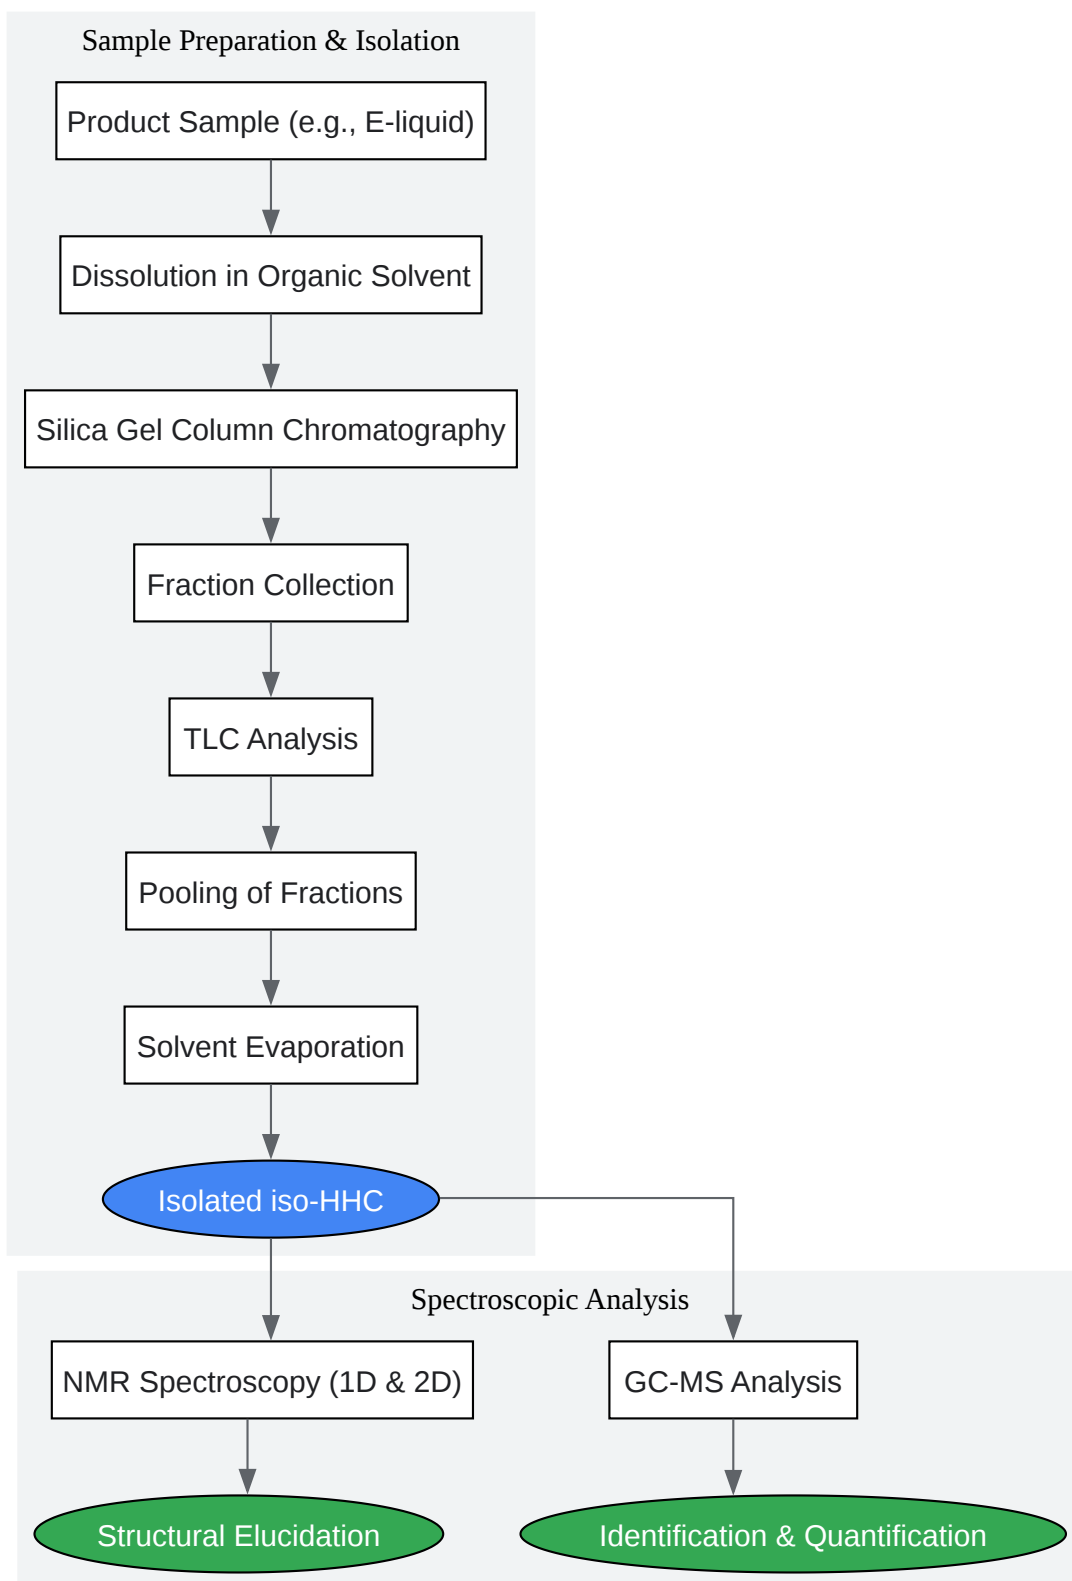 Sample Preparation & Isolation
Product Sample (e.g., E-liquid)
Dissolution in Organic Solvent
Silica Gel Column Chromatography
Fraction Collection
TLC Analysis
Pooling of Fractions
Solvent Evaporation
Isolated iso-HHC
Spectroscopic Analysis
NMR Spectroscopy (1D & 2D)
GC-MS Analysis
Structural Elucidation
Identification & Quantification